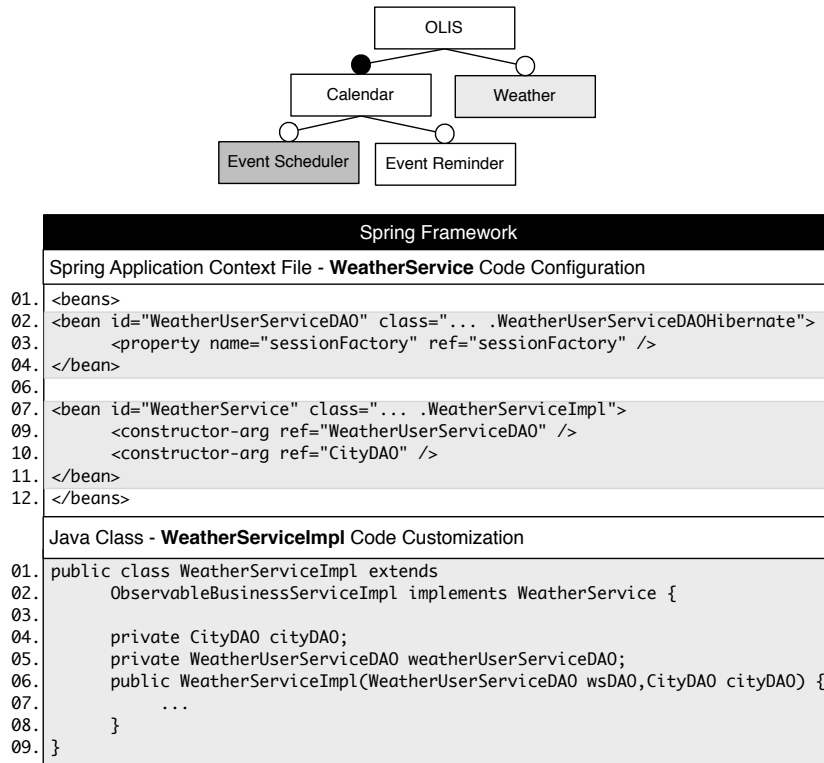 OLIS
Calendar
Weather
Event Scheduler
Event Reminder
Spring Framework
Spring Application Context File - WeatherService Code Configuration
01. <beans>
02. <bean id="WeatherUserServiceDAO" class="... .WeatherUserServiceDAOHibernate">
03. <property name="sessionFactory" ref="sessionFactory" />
04. </bean>
06.
07. <bean id="WeatherService" class="... .WeatherServiceImpl">
09. <constructor-arg ref="WeatherUserServiceDAO" />
10. <constructor-arg ref="CityDAO" />
11. </bean>
12. </beans>
Java Class - WeatherServiceImpl Code Customization
01. public class WeatherServiceImpl extends
02. ObservableBusinessServiceImpl implements WeatherService {
03.
04. private CityDAO cityDAO;
05. private WeatherUserServiceDAO weatherUserServiceDAO;
06. public WeatherServiceImpl(WeatherUserServiceDAO wsDAO,CityDAO cityDAO) {
07. ...
08. }
09. }